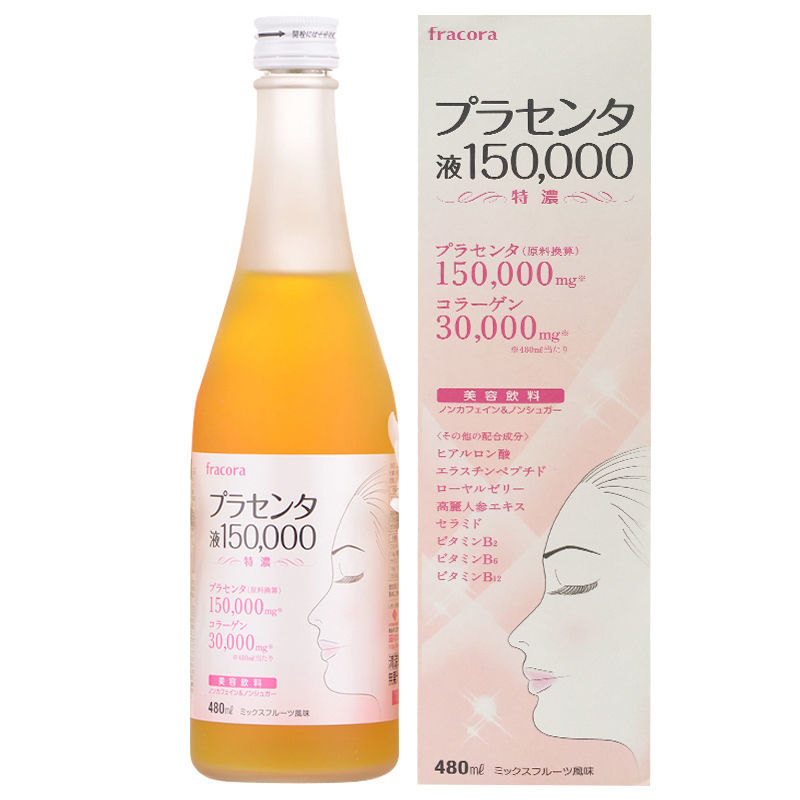 開栓には十分ご注意
fracora
プラセンタ
液150,000
特濃
プラセンタ(原料換算)
150,000mg※
コラーゲン
30,000mg※
※480ml当たり
美容飲料
ノンカフェイン&ノンシュガー
480ml ミックスフルーツ風味
fracora
プラセンタ
液150,000
特濃
プラセンタ(原料換算)
150,000mg※
コラーゲン
30,000mg※
※480ml当たり
美容飲料
ノンカフェイン&ノンシュガー
〈その他の配合成分〉
ヒアルロン酸
エラスチンペプチド
ローヤルゼリー
高麗人参エキス
セラミド
ビタミンB2
ビタミンB6
ビタミンB12
480ml ミックスフルーツ風味